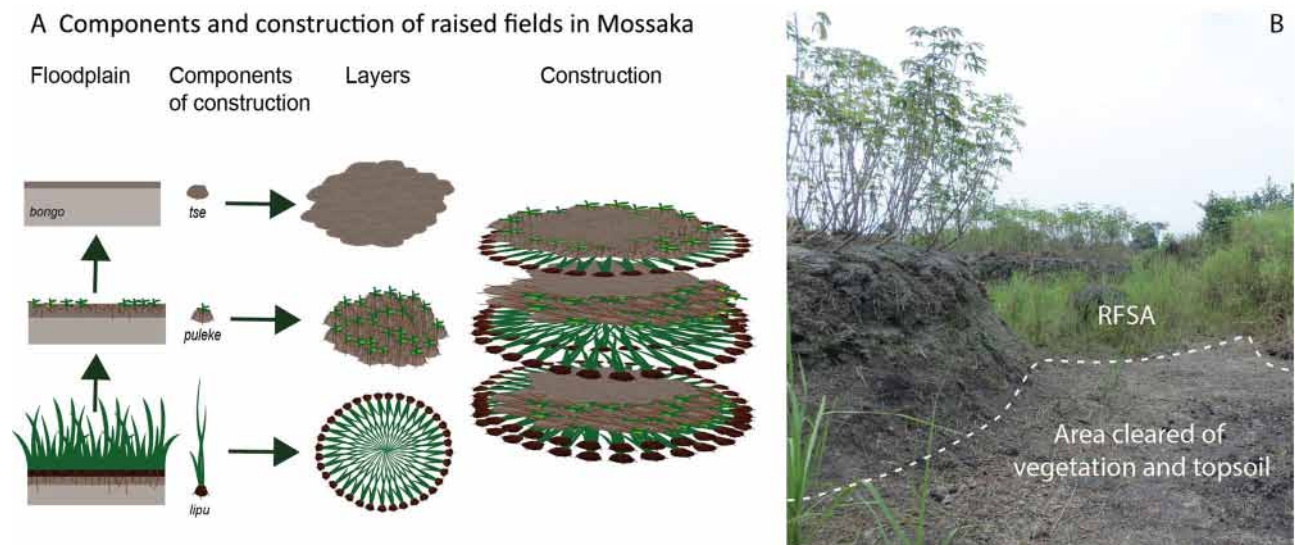 A Components and construction of raised fields in Mossaka
Floodplain
Components
of construction
Layers
Construction
bongo
tse
puleke
lipu
B
RFSA
Area cleared of
vegetation and topsoil